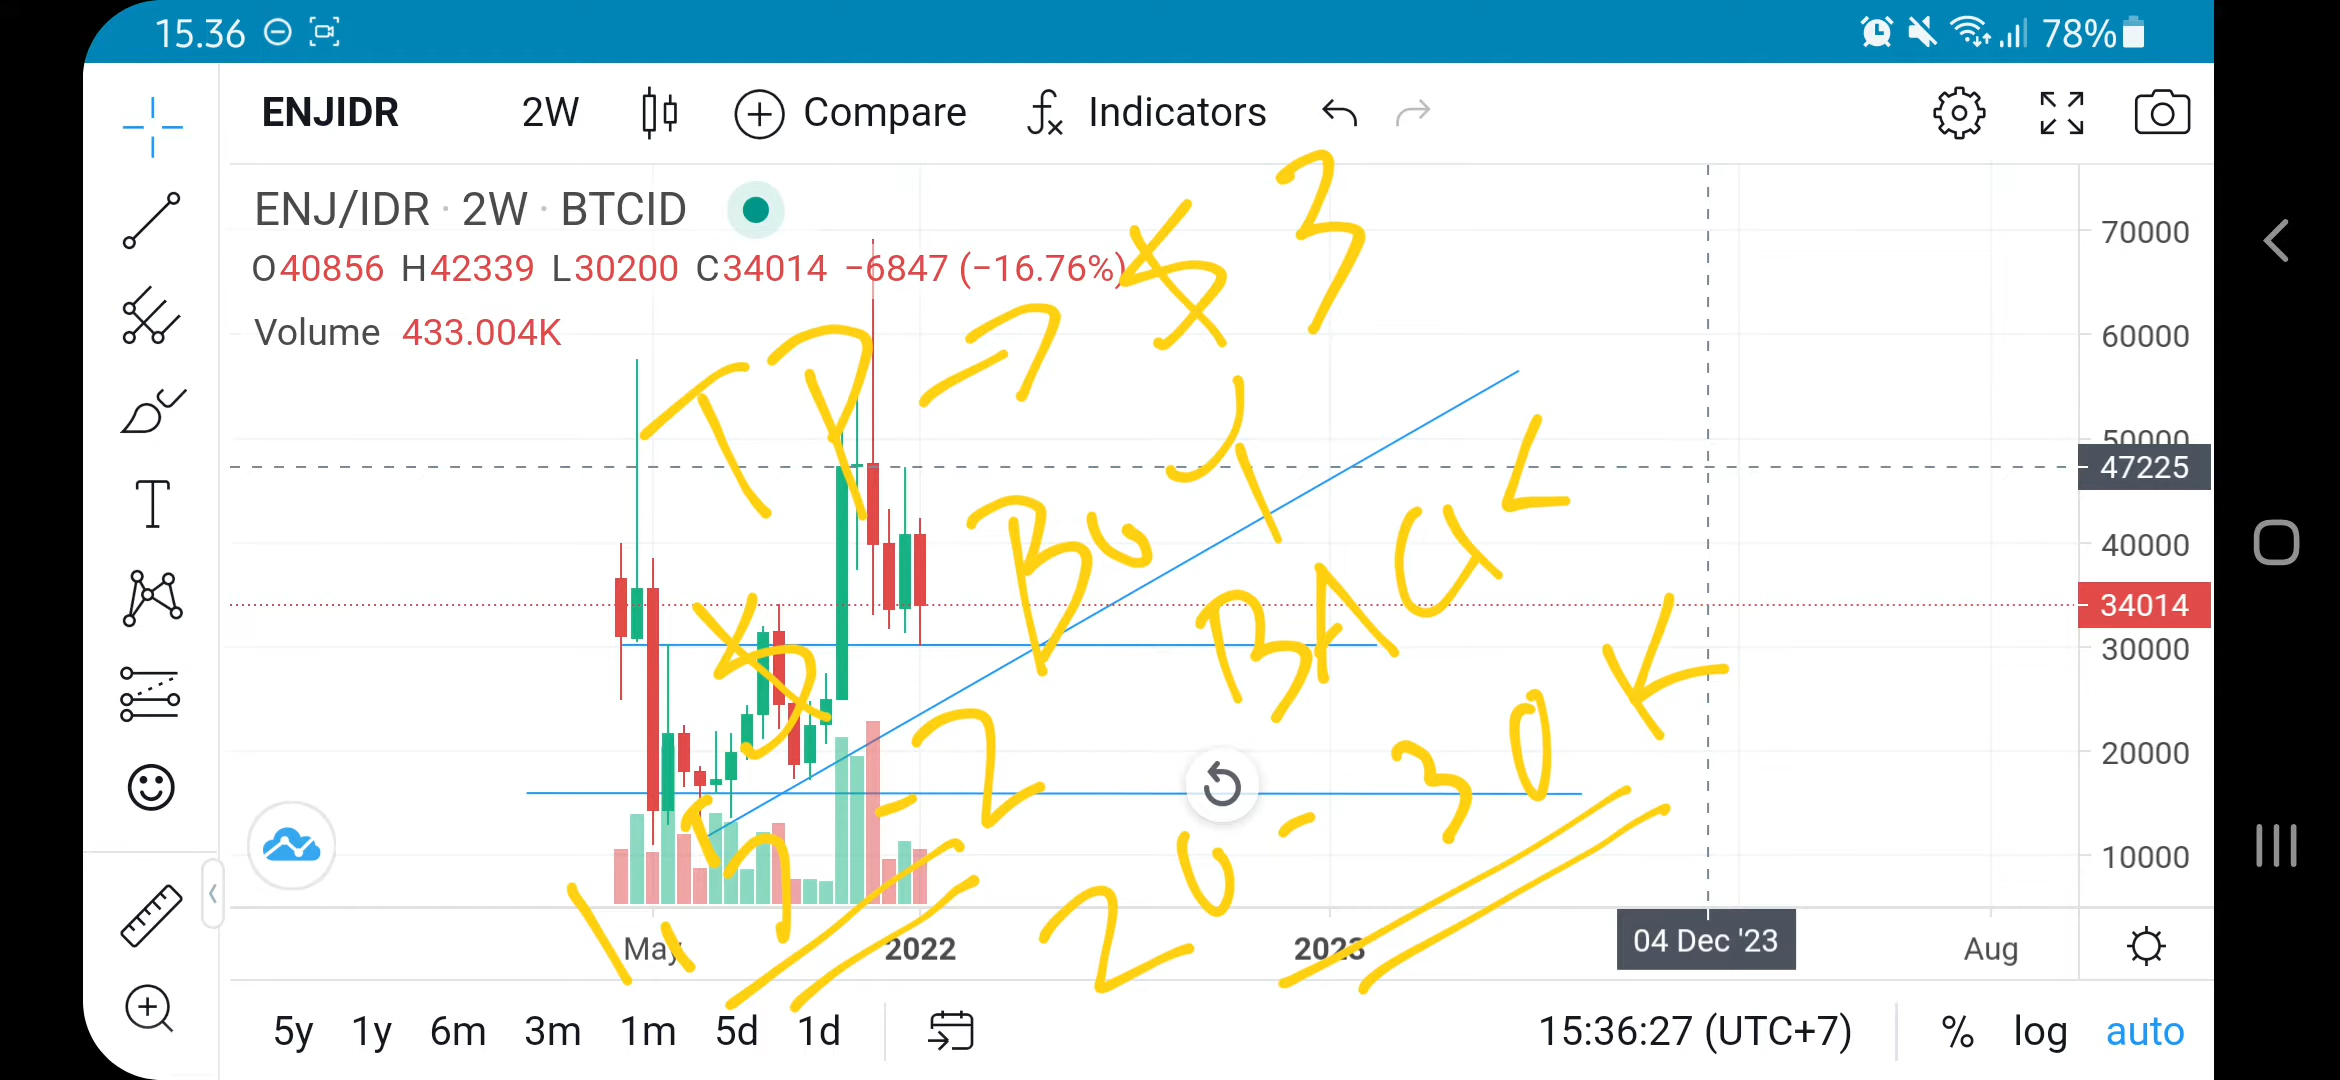 15.36 78%
ENJIDR 2W Compare Indicators
ENJ/IDR · 2W · BTCID
O40856 H42339 L30200 C34014 −6847 (−16.76%)
Volume 433.004K
TP => $ 3
BUY
BACK
$
1,5 - 2
20 - 30 K
70000
60000
50000
47225
40000
34014
30000
20000
10000
May 2022 2023 04 Dec '23 Aug
5y 1y 6m 3m 1m 5d 1d 15:36:27 (UTC+7) % log auto